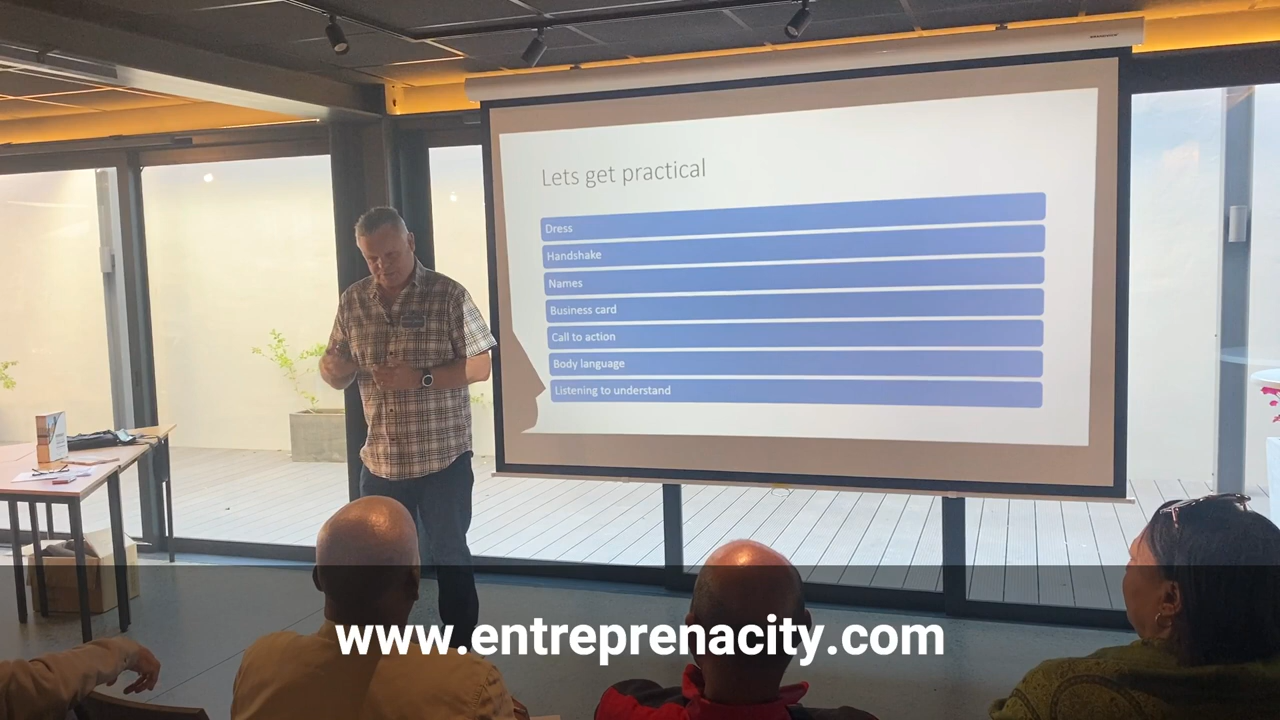 Lets get practical
Dress
Handshake
Names
Business card
Call to action
Body language
Listening to understand
www.entreprenacity.com